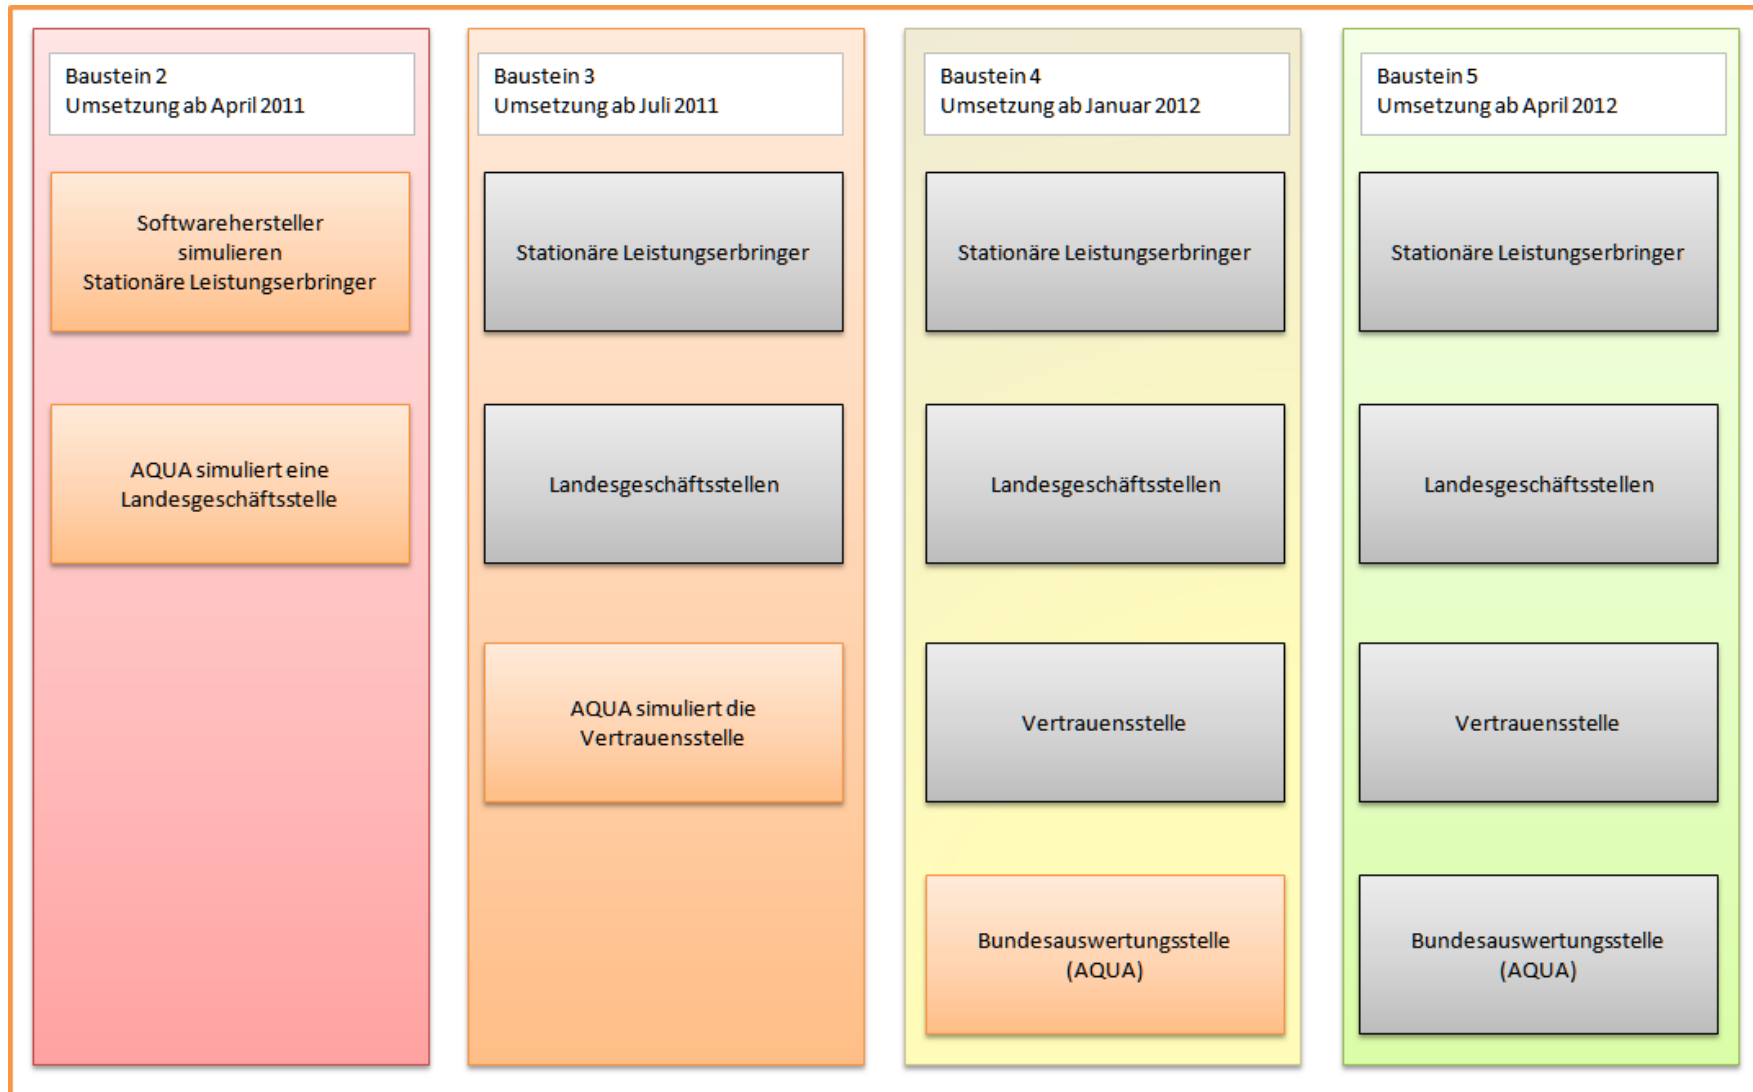 Baustein 2
Umsetzung ab April 2011
Softwarehersteller
simulieren
Stationäre Leistungserbringer
AQUA simuliert eine
Landesgeschäftsstelle
Baustein 3
Umsetzung ab Juli 2011
Stationäre Leistungserbringer
Landesgeschäftsstellen
AQUA simuliert die
Vertrauensstelle
Baustein 4
Umsetzung ab Januar 2012
Stationäre Leistungserbringer
Landesgeschäftsstellen
Vertrauensstelle
Bundesauswertungsstelle
(AQUA)
Baustein 5
Umsetzung ab April 2012
Stationäre Leistungserbringer
Landesgeschäftsstellen
Vertrauensstelle
Bundesauswertungsstelle
(AQUA)